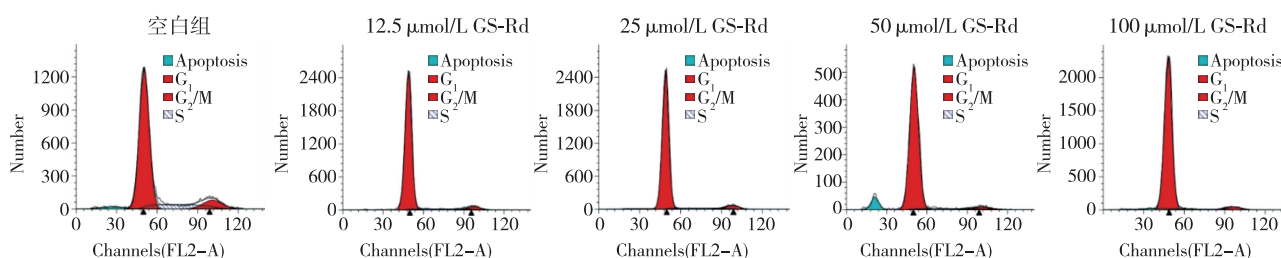 空白组
1200
900
600
300
0
Number
Apoptosis
G1
G2/M
S
0 30 60 90 120
Channels(FL2-A)
12.5 μmol/L GS-Rd
2400
1800
1200
600
0
Number
Apoptosis
G1
G2/M
S
0 30 60 90 120
Channels(FL2-A)
25 μmol/L GS-Rd
2400
1800
1200
600
0
Number
Apoptosis
G1
G2/M
S
0 30 60 90 120
Channels(FL2-A)
50 μmol/L GS-Rd
500
400
300
200
100
0
Number
Apoptosis
G1
G2/M
S
0 30 60 90 120
Channels(FL2-A)
100 μmol/L GS-Rd
2000
1500
1000
500
0
Number
Apoptosis
G1
G2/M
S
0 30 60 90 120
Channels(FL2-A)